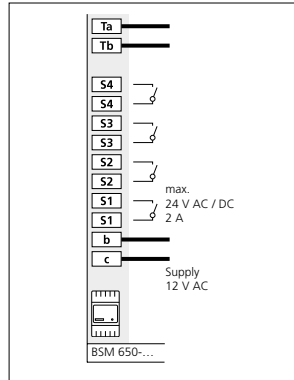 Ta
Tb
S4
S4
S3
S3
S2
S2
max.
S1
24 V AC / DC
S1
2 A
b
c
Supply
12 V AC
BSM 650-...